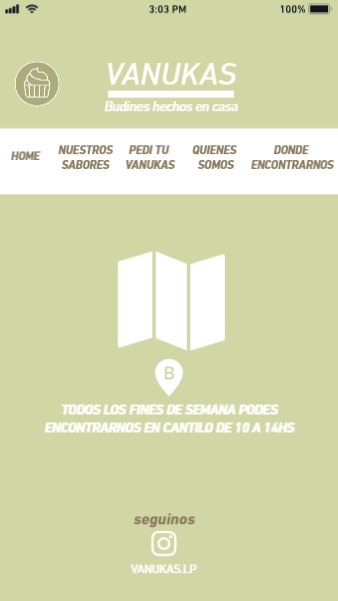 3:03 PM 100%
VANUKAS
Budines hechos en casa
HOME
NUESTROS
SABORES
PEDI TU
VANUKAS
QUIENES
SOMOS
DONDE
ENCONTRARNOS
B
TODOS LOS FINES DE SEMANA PODES
ENCONTRARNOS EN CANTILO DE 10 A 14HS
seguinos
VANUKAS.LP